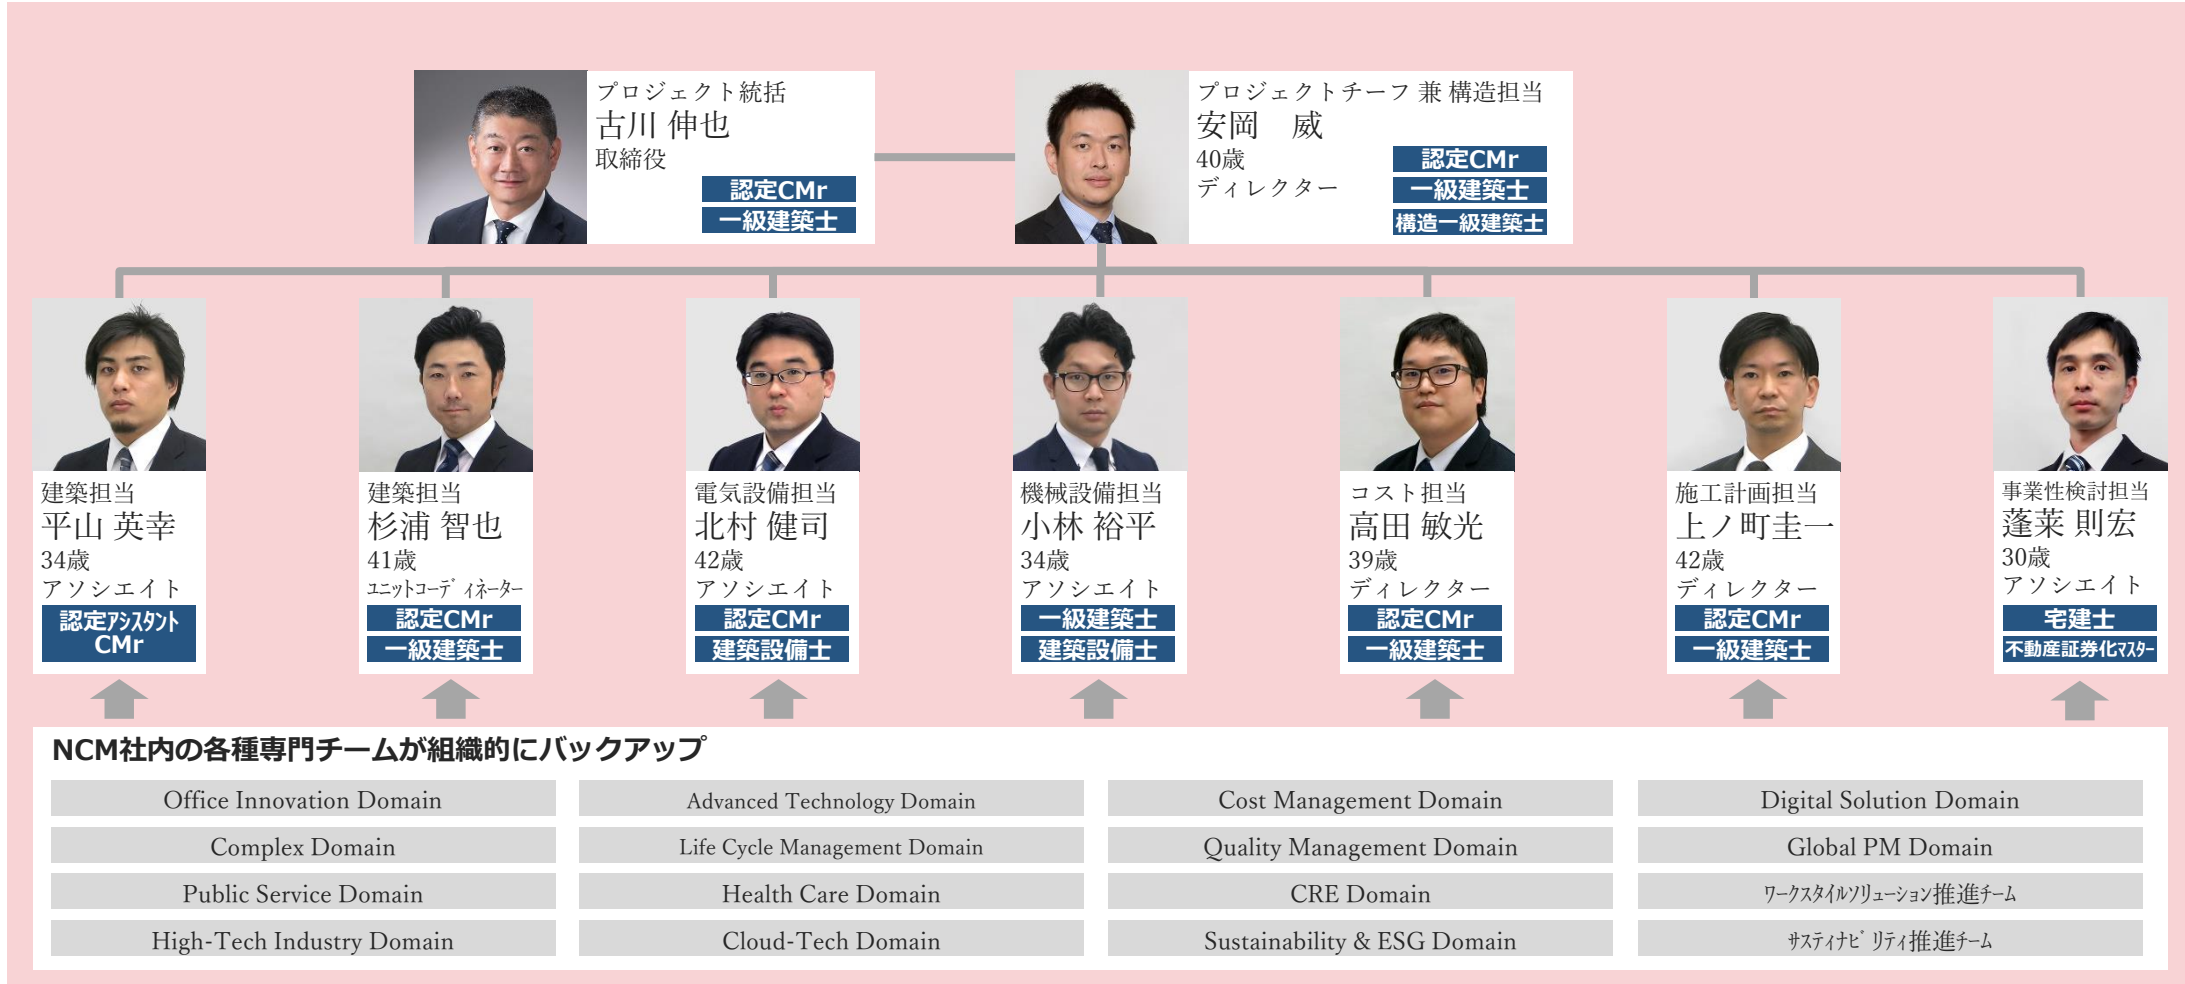 プロジェクト統括
古川 伸也
取締役
認定CMr
一級建築士
プロジェクトチーフ 兼 構造担当
安岡　威
40歳
ディレクター
認定CMr
一級建築士
構造一級建築士
建築担当
平山 英幸
34歳
アソシエイト
認定ｱｼｽﾀﾝﾄ
CMr
建築担当
杉浦 智也
41歳
ﾕﾆｯﾄｺｰﾃﾞｨﾈｰﾀｰ
認定CMr
一級建築士
電気設備担当
北村 健司
42歳
アソシエイト
認定CMr
建築設備士
機械設備担当
小林 裕平
34歳
アソシエイト
一級建築士
建築設備士
コスト担当
高田 敏光
39歳
ディレクター
認定CMr
一級建築士
施工計画担当
上ノ町圭一
42歳
ディレクター
認定CMr
一級建築士
事業性検討担当
蓬莱 則宏
30歳
アソシエイト
宅建士
不動産証券化ﾏｽﾀｰ
NCM社内の各種専門チームが組織的にバックアップ
Office Innovation Domain
Advanced Technology Domain
Cost Management Domain
Digital Solution Domain
Complex Domain
Life Cycle Management Domain
Quality Management Domain
Global PM Domain
Public Service Domain
Health Care Domain
CRE Domain
ﾜｰｸｽﾀｲﾙｿﾘｭｰｼｮﾝ推進ﾁｰﾑ
High-Tech Industry Domain
Cloud-Tech Domain
Sustainability & ESG Domain
ｻｽﾃｨﾅﾋﾞﾘﾃｨ推進ﾁｰﾑ